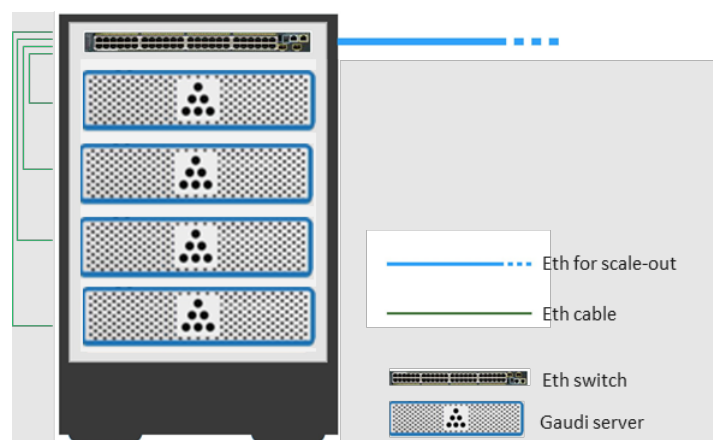 Eth for scale-out
Eth cable
Eth switch
Gaudi server